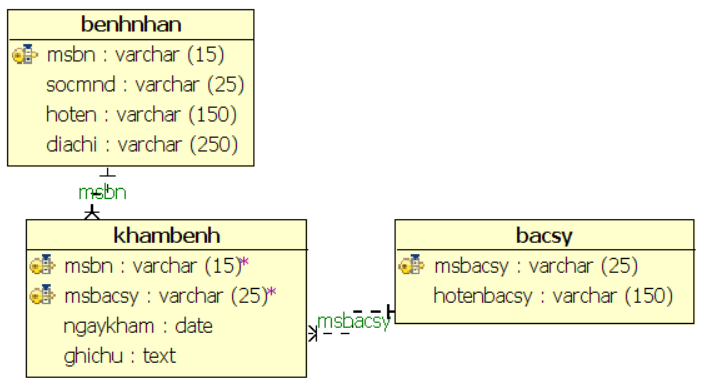 benhnhan
msbn : varchar (15)
socmnd : varchar (25)
hoten : varchar (150)
diachi : varchar (250)
msbn
khambenh
msbn : varchar (15)*
msbacsy : varchar (25)*
ngaykham : date
ghichu : text
msbacsy
bacsy
msbacsy : varchar (25)
hotenbacsy : varchar (150)